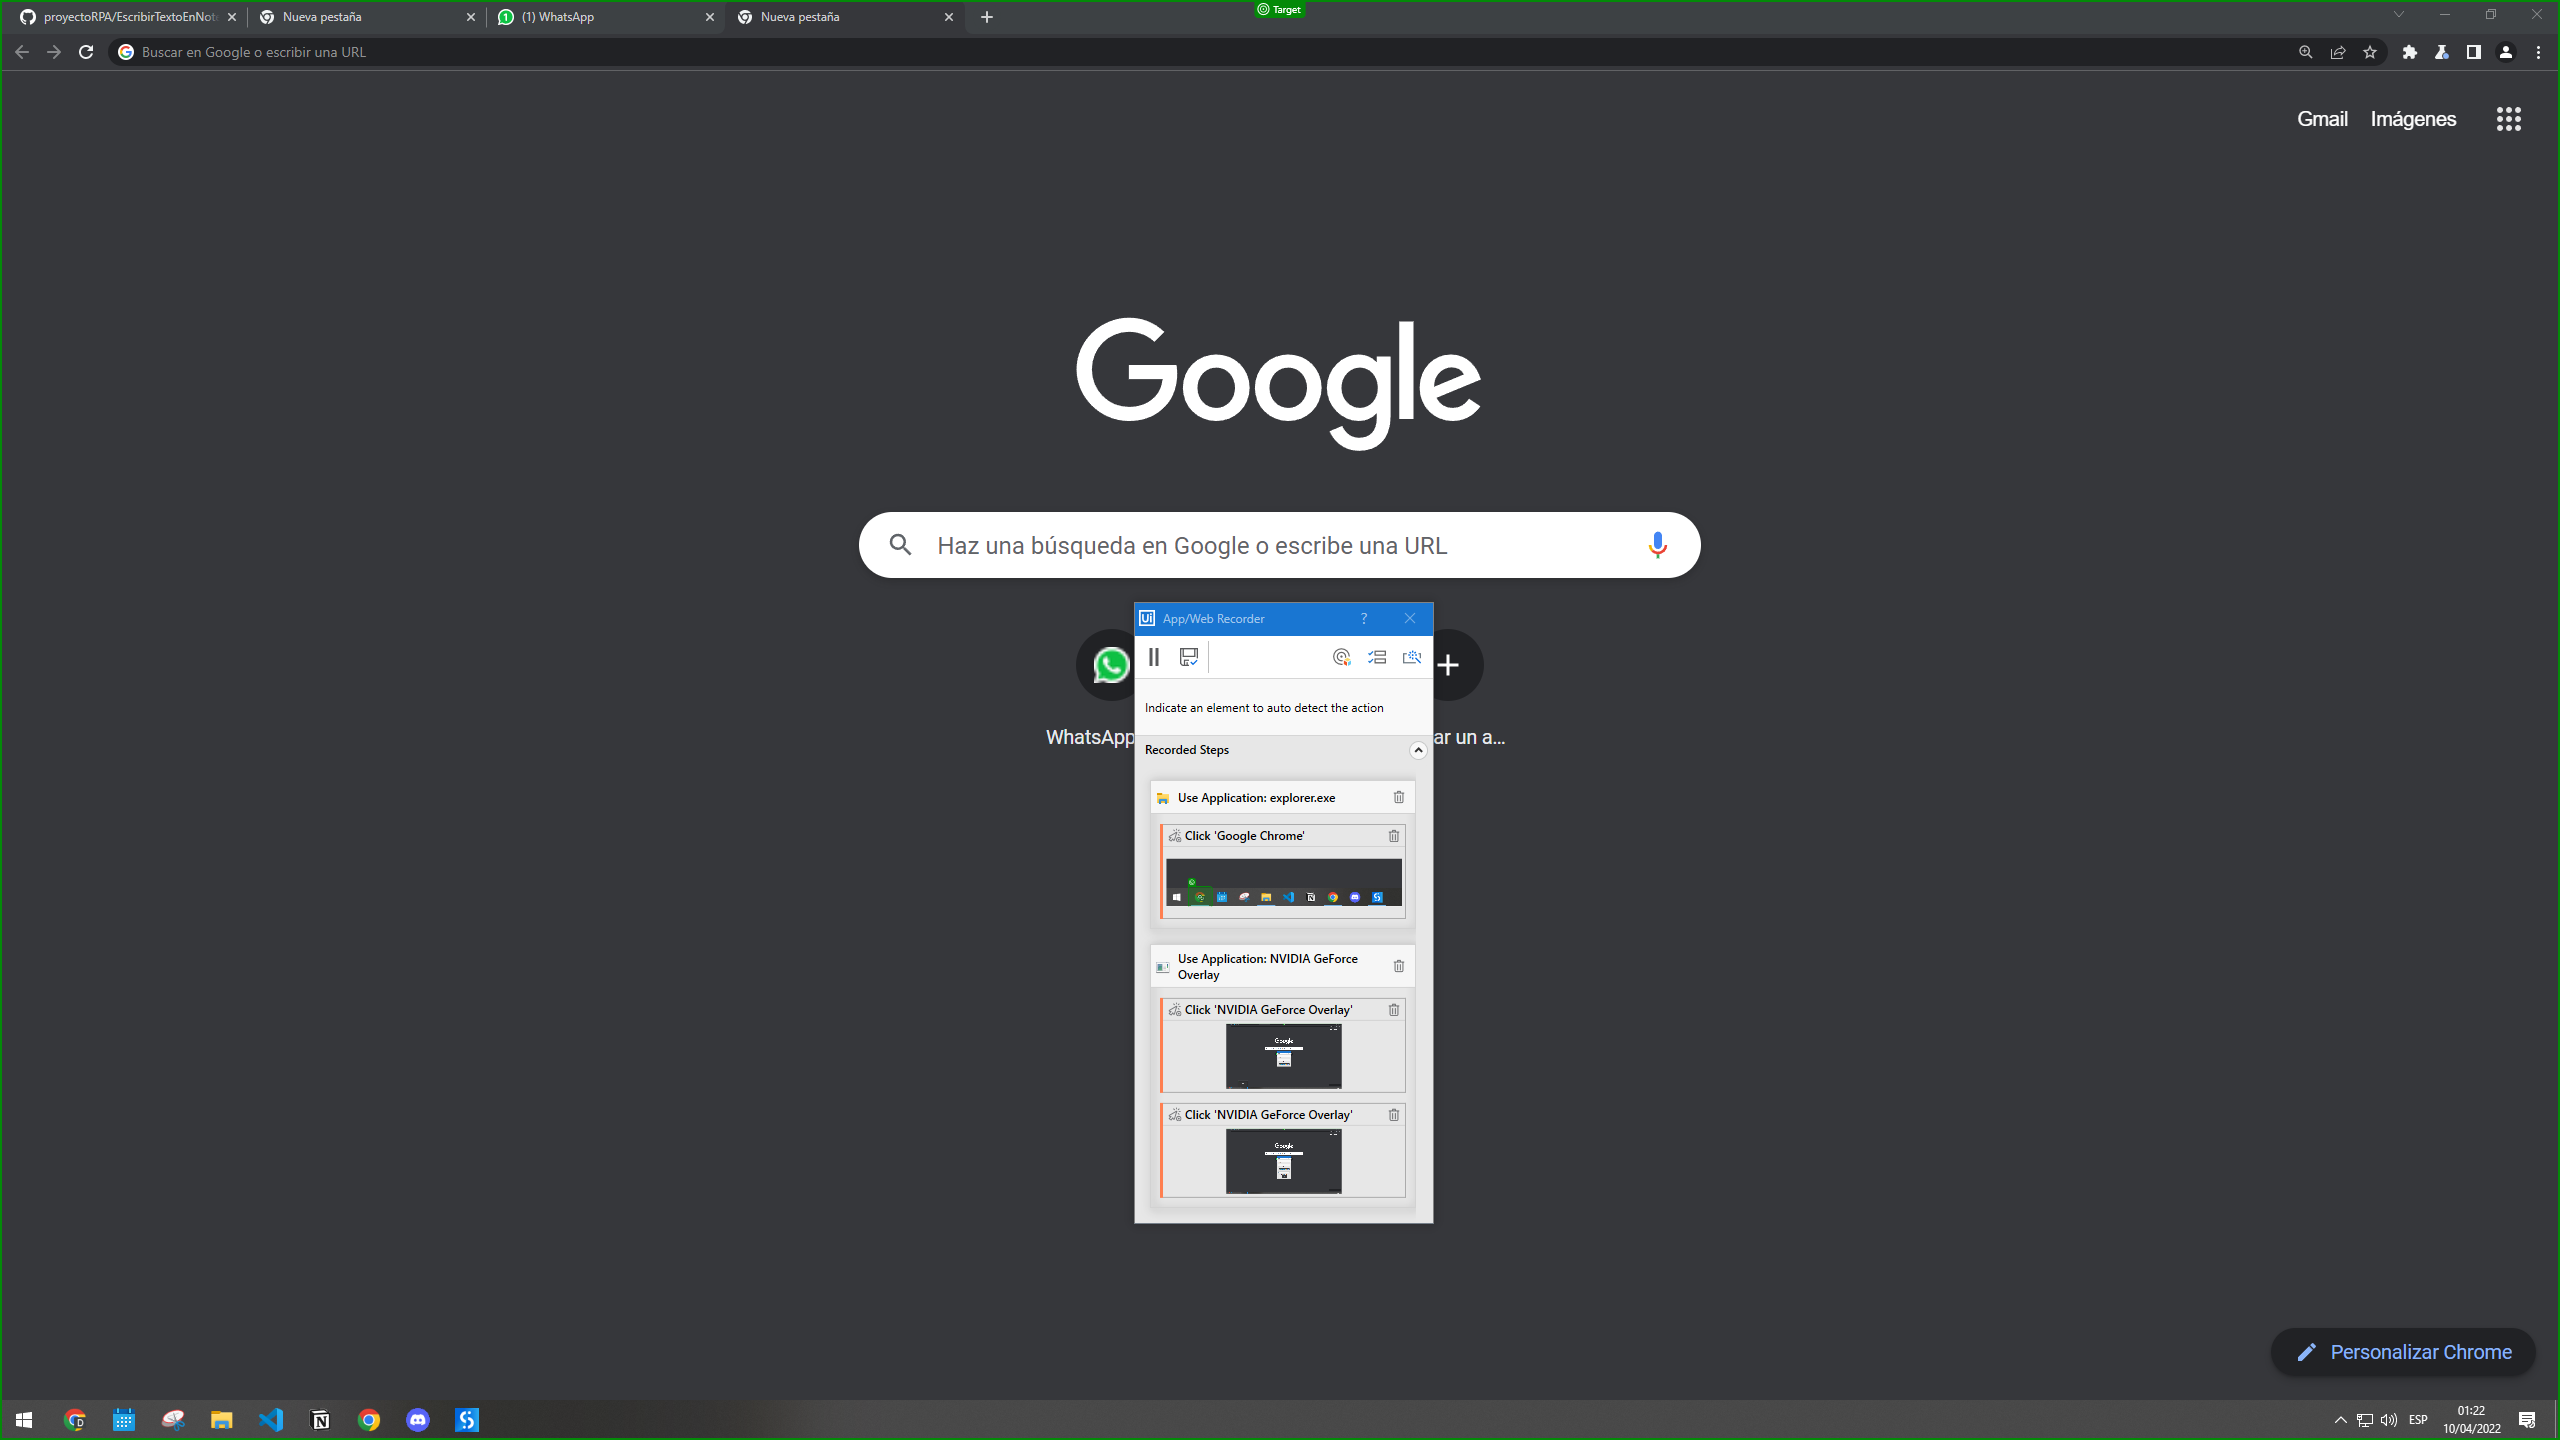 proyectoRPA/EscribirTextoEnNot
Nueva pestaña
(1) WhatsApp
Nueva pestaña
Target
Buscar en Google o escribir una URL
Gmail
Imágenes
Google
Haz una búsqueda en Google o escribe una URL
App/Web Recorder
Indicate an element to auto detect the action
WhatsApp
ar un a...
Recorded Steps
Use Application: explorer.exe
Click 'Google Chrome'
Use Application: NVIDIA GeForce
Overlay
Click 'NVIDIA GeForce Overlay'
Google
Click 'NVIDIA GeForce Overlay'
Google
Personalizar Chrome
ESP
01:22
10/04/2022